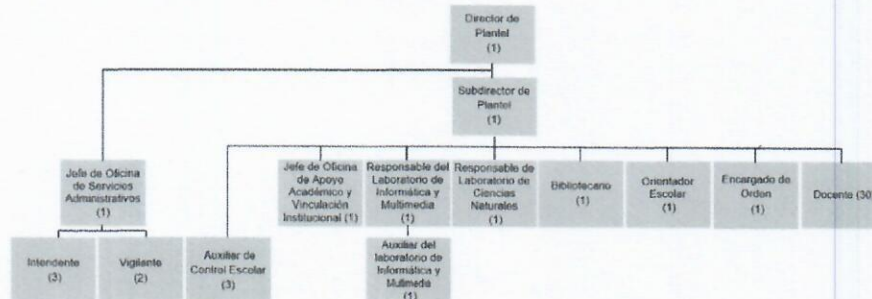 Director de
Plantel
(1)
Subdirector de
Plantel
(1)
Jefe de Oficina
de Servicios
Administrativos
(1)
Jefe de Oficina
de Apoyo
Académico y
Vinculación
Institucional (1)
Responsable del
Laboratorio de
Informática y
Multimedia
(1)
Responsable de
Laboratorio de
Ciencias
Naturales
(1)
Bibliotecario
(1)
Orientador
Escolar
(1)
Encargado de
Orden
(1)
Docente (30)
Intendente
(3)
Vigilante
(2)
Auxiliar de
Control Escolar
(3)
Auxiliar del
laboratorio de
Informática y
Multimedia
(1)